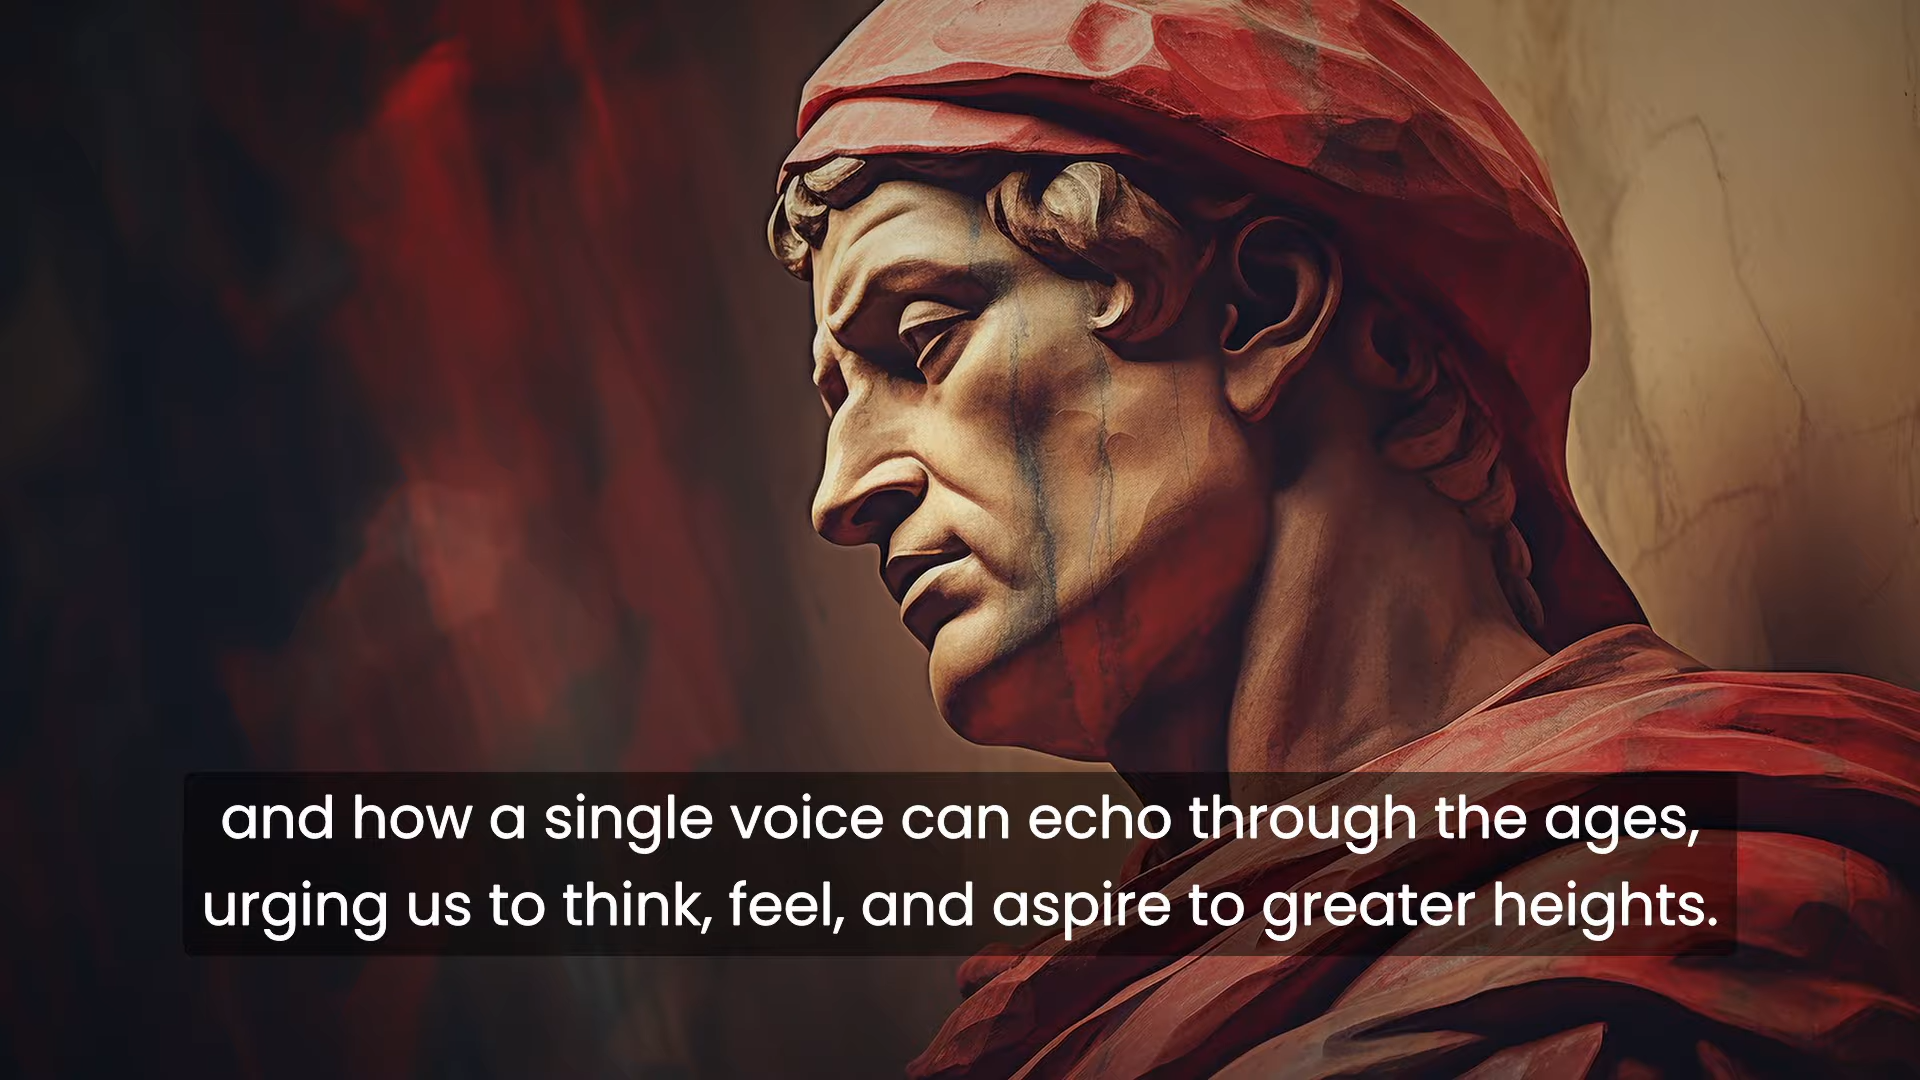 and how a single voice can echo through the ages,
urging us to think, feel, and aspire to greater heights.